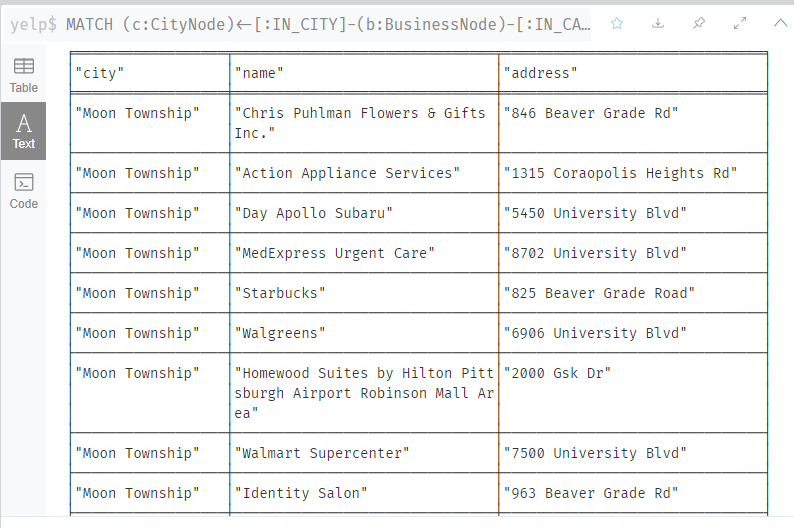 yelp$ MATCH (c:CityNode)<-[:IN_CITY]-(b:BusinessNode)-[:IN_CA…
Table
A
Text
Code
"city" "name" "address"
"Moon Township" "Chris Puhlman Flowers & Gifts "846 Beaver Grade Rd"
Inc."
"Moon Township" "Action Appliance Services" "1315 Coraopolis Heights Rd"
"Moon Township" "Day Apollo Subaru" "5450 University Blvd"
"Moon Township" "MedExpress Urgent Care" "8702 University Blvd"
"Moon Township" "Starbucks" "825 Beaver Grade Road"
"Moon Township" "Walgreens" "6906 University Blvd"
"Moon Township" "Homewood Suites by Hilton Pitt "2000 Gsk Dr"
sburgh Airport Robinson Mall Ar
ea"
"Moon Township" "Walmart Supercenter" "7500 University Blvd"
"Moon Township" "Identity Salon" "963 Beaver Grade Rd"